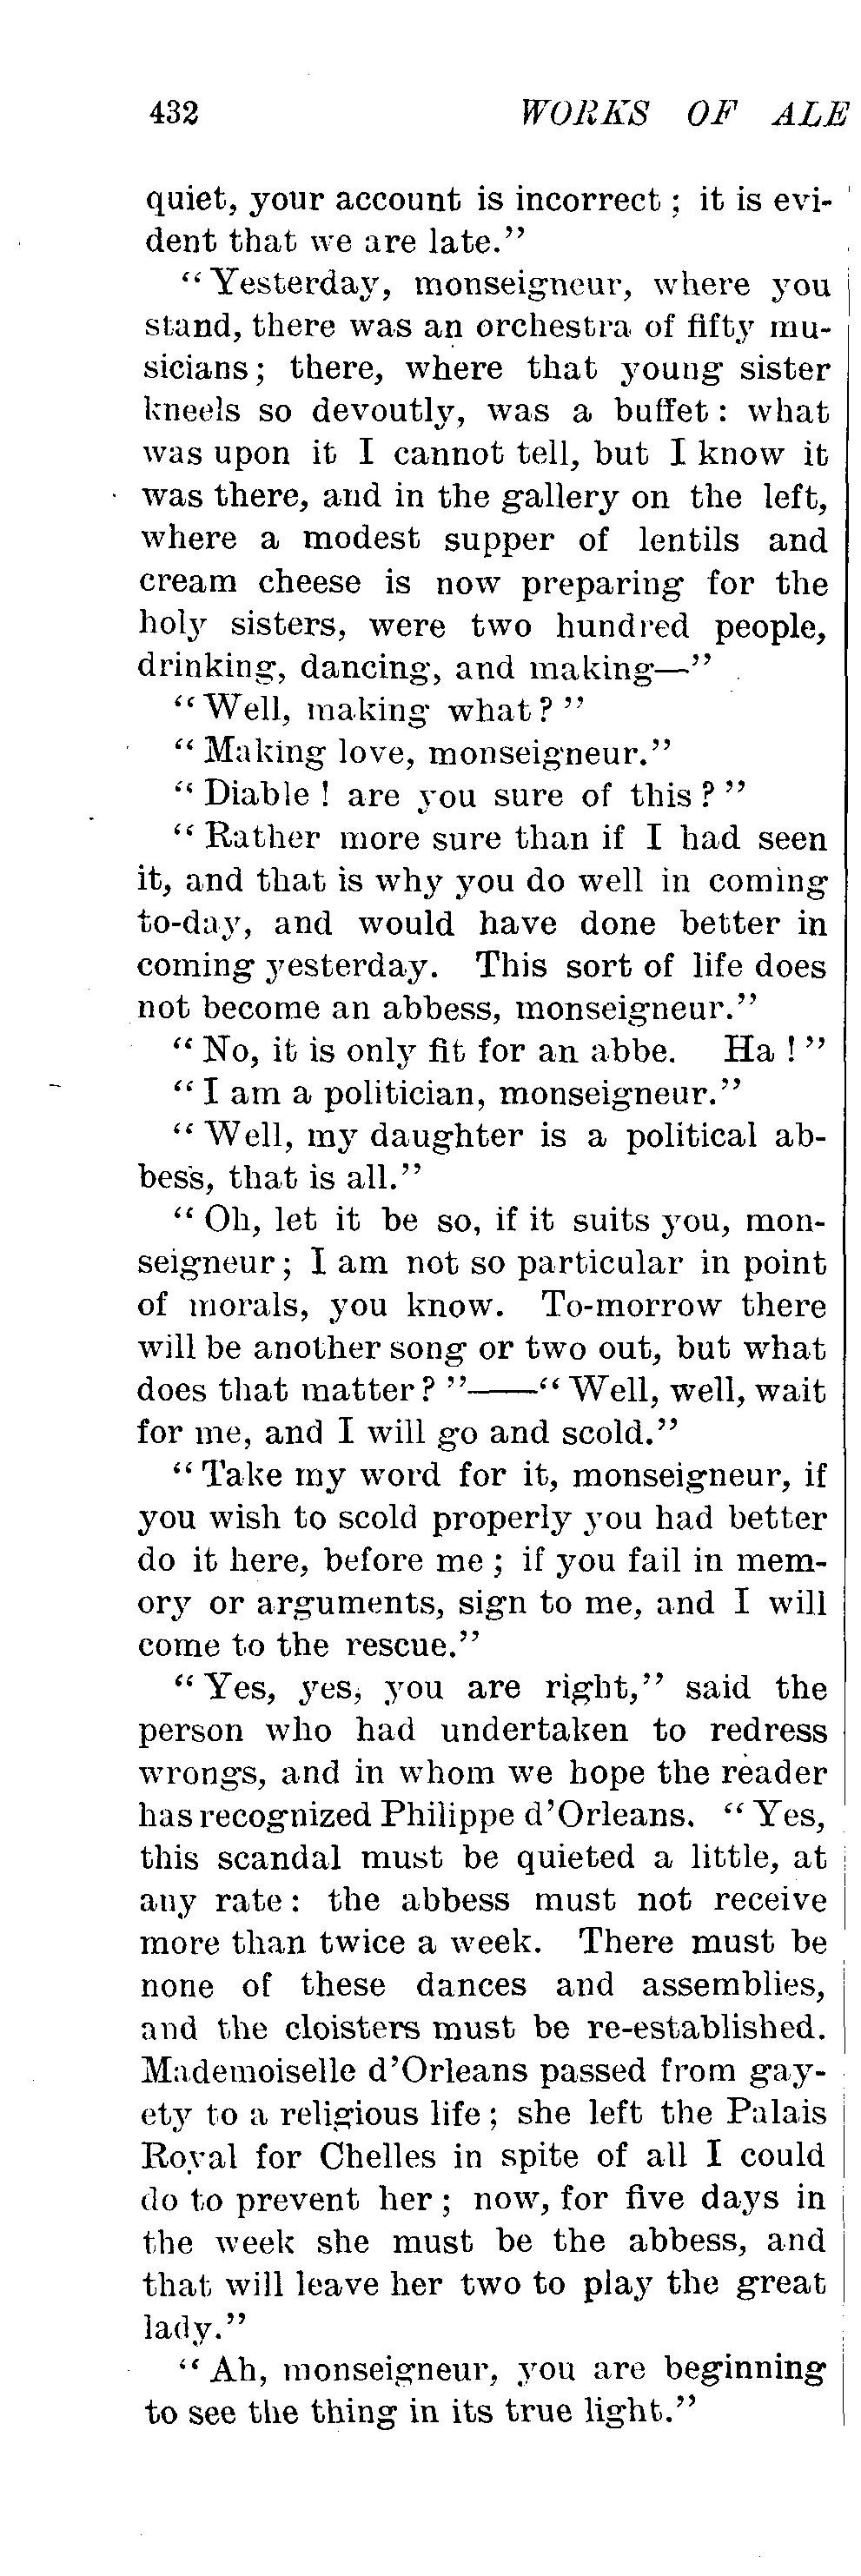 432 WORKS OF ALE
quiet, your account is incorrect ; it is evi-
dent that we are late."
"Yesterday, monseigneur, where you
stand, there was an orchestra of fifty mu-
sicians; there, where that young sister
kneels so devoutly, was a buffet : what
was upon it I cannot tell, but I know it
was there, and in the gallery on the left,
where a modest supper of lentils and
cream cheese is now preparing for the
holy sisters, were two hundred people,
drinking, dancing, and making—"
"Well, making what? "
"Making love, monseigneur."
"Diable ! are you sure of this ? "
"Rather more sure than if I had seen
it, and that is why you do well in coming
to-day, and would have done better in
coming yesterday. This sort of life does
not become an abbess, monseigneur."
"No, it is only fit for an abbe. Ha ! "
"I am a politician, monseigneur."
"Well, my daughter is a political ab-
bess, that is all."
"Oh, let it be so, if it suits you, mon-
seigneur; I am not so particular in point
of morals, you know. To-morrow there
will be another song or two out, but what
does that matter? "——"Well, well, wait
for me, and I will go and scold."
"Take my word for it, monseigneur, if
you wish to scold properly you had better
do it here, before me ; if you fail in mem-
ory or arguments, sign to me, and I will
come to the rescue."
"Yes, yes, you are right," said the
person who had undertaken to redress
wrongs, and in whom we hope the reader
has recognized Philippe d'Orleans. "Yes,
this scandal must be quieted a little, at
any rate : the abbess must not receive
more than twice a week. There must be
none of these dances and assemblies,
and the cloisters must be re-established.
Mademoiselle d'Orleans passed from gay-
ety to a religious life ; she left the Palais
Royal for Chelles in spite of all I could
do to prevent her ; now, for five days in
the week she must be the abbess, and
that will leave her two to play the great
lady."
"Ah, monseigneur, you are beginning
to see the thing in its true light."